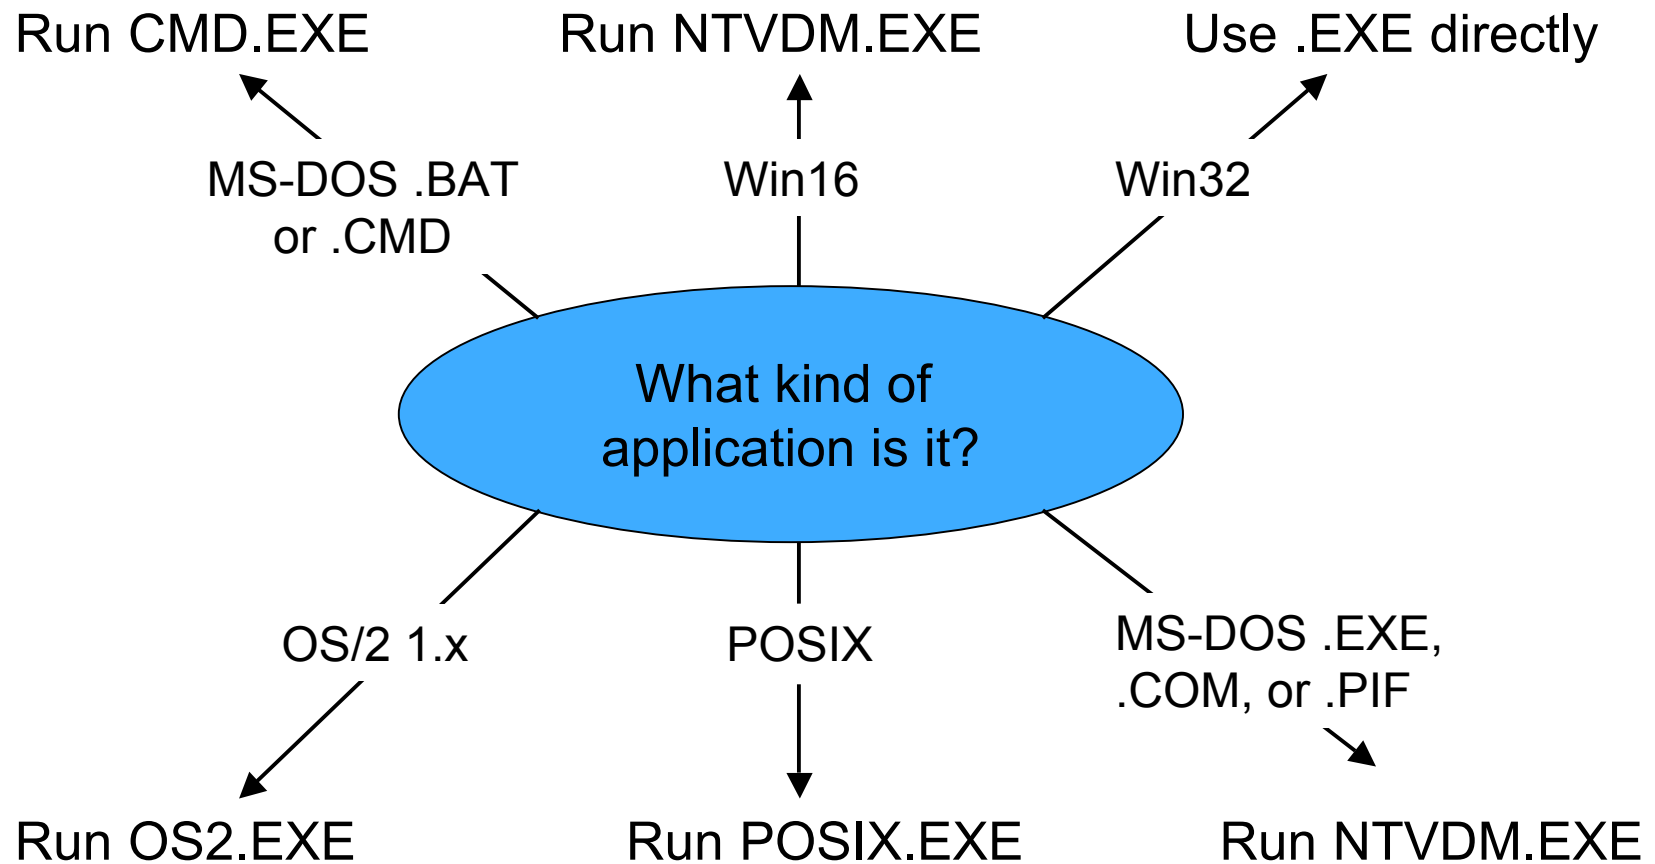 Run CMD.EXE
Run NTVDM.EXE
Use .EXE directly
MS-DOS .BAT
or .CMD
Win16
Win32
What kind of
application is it?
OS/2 1.x
POSIX
MS-DOS .EXE,
.COM, or .PIF
Run OS2.EXE
Run POSIX.EXE
Run NTVDM.EXE